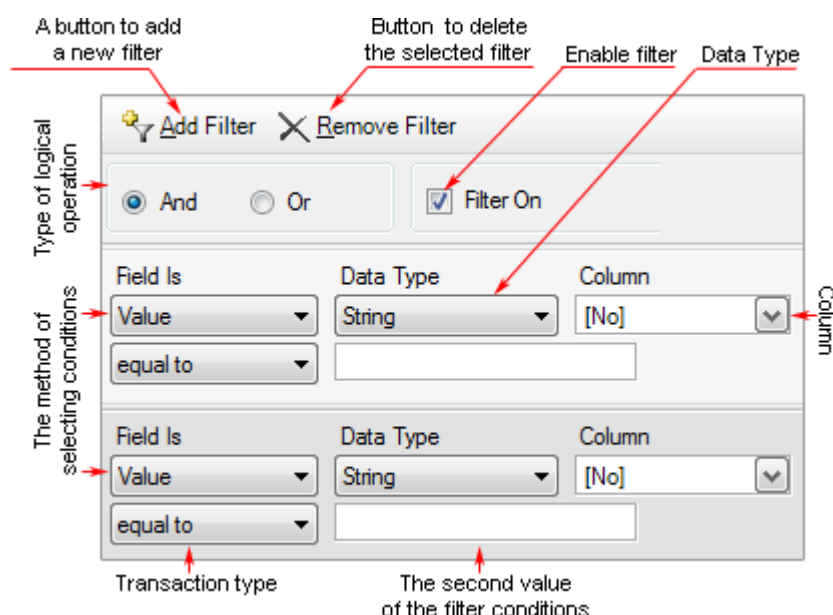 A button to add
a new filter
Button to delete
the selected filter
Enable filter
Data Type
Add Filter
Remove Filter
Type of logical
operation
And
Or
Filter On
The method of
selecting conditions
Field Is
Data Type
Column
Value
String
[No]
Column
equal to
Field Is
Data Type
Column
Value
String
[No]
equal to
Transaction type
The second value
of the filter conditions